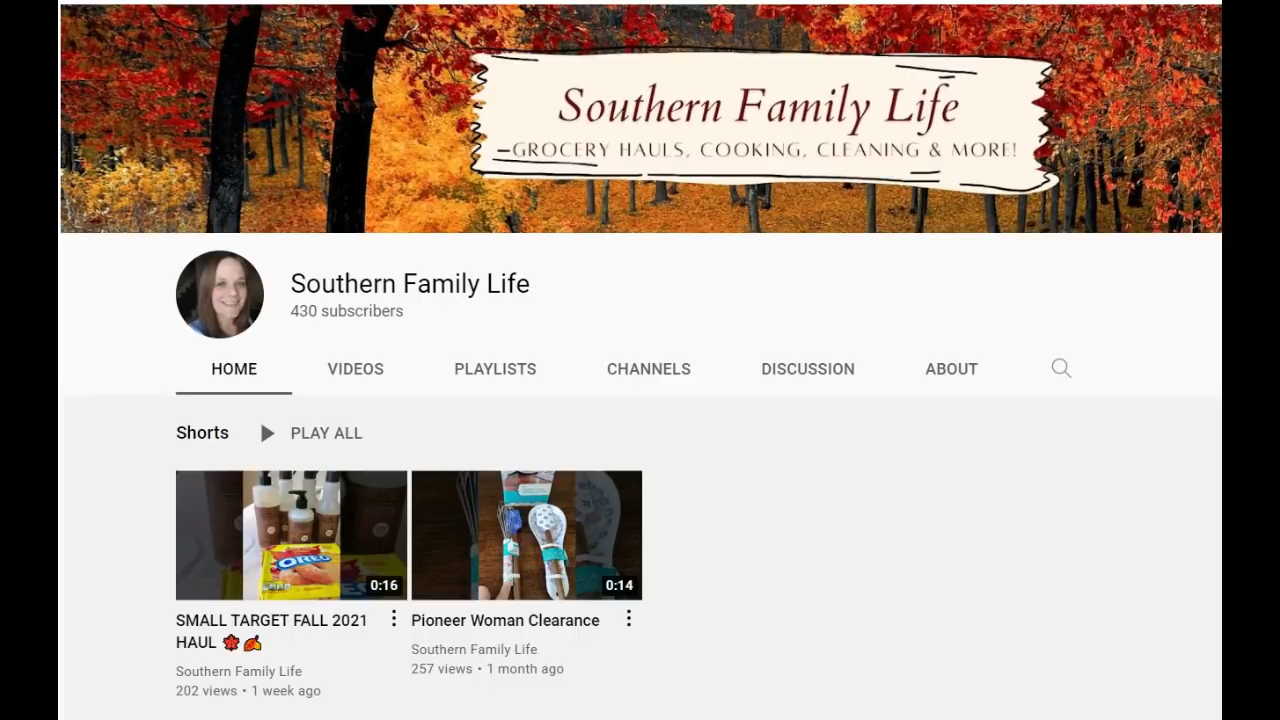 Southern Family Life
GROCERY HAULS, COOKING, CLEANING & MORE!
Southern Family Life
430 subscribers
HOME VIDEOS PLAYLISTS CHANNELS DISCUSSION ABOUT
Shorts PLAY ALL
OREO
0:16
0:14
SMALL TARGET FALL 2021
HAUL 🍁🍂
Southern Family Life
202 views • 1 week ago
Pioneer Woman Clearance
Southern Family Life
257 views • 1 month ago